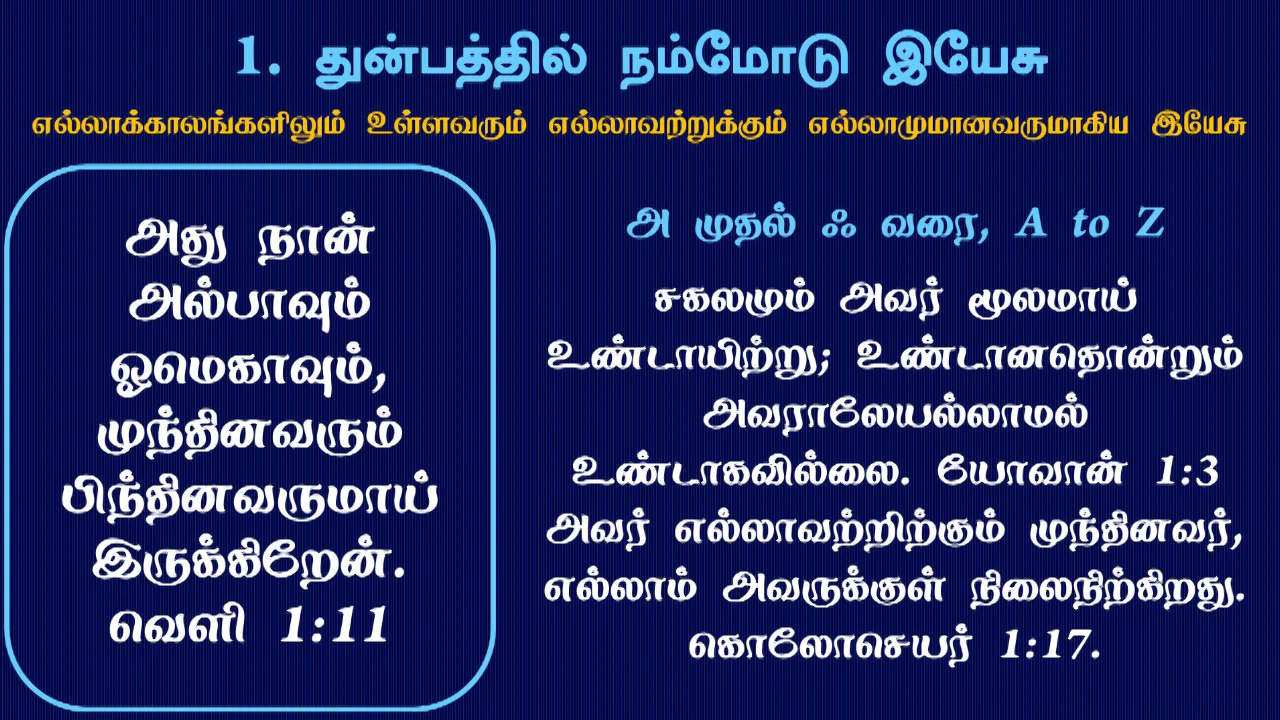 1. துன்பத்தில் நம்மோடு இயேசு
எல்லாக்காலங்களிலும் உள்ளவரும் எல்லாவற்றுக்கும் எல்லாமுமானவருமாகிய இயேசு
அது நான்
அல்பாவும்
ஓமெகாவும்,
முந்தினவரும்
பிந்தினவருமாய்
இருக்கிறேன்.
வெளி 1:11
அ முதல் ஃ வரை, A to Z
சகலமும் அவர் மூலமாய்
உண்டாயிற்று; உண்டானதொன்றும்
அவராலேயல்லாமல்
உண்டாகவில்லை. யோவான் 1:3
அவர் எல்லாவற்றிற்கும் முந்தினவர்,
எல்லாம் அவருக்குள் நிலைநிற்கிறது.
கொலோசெயர் 1:17.